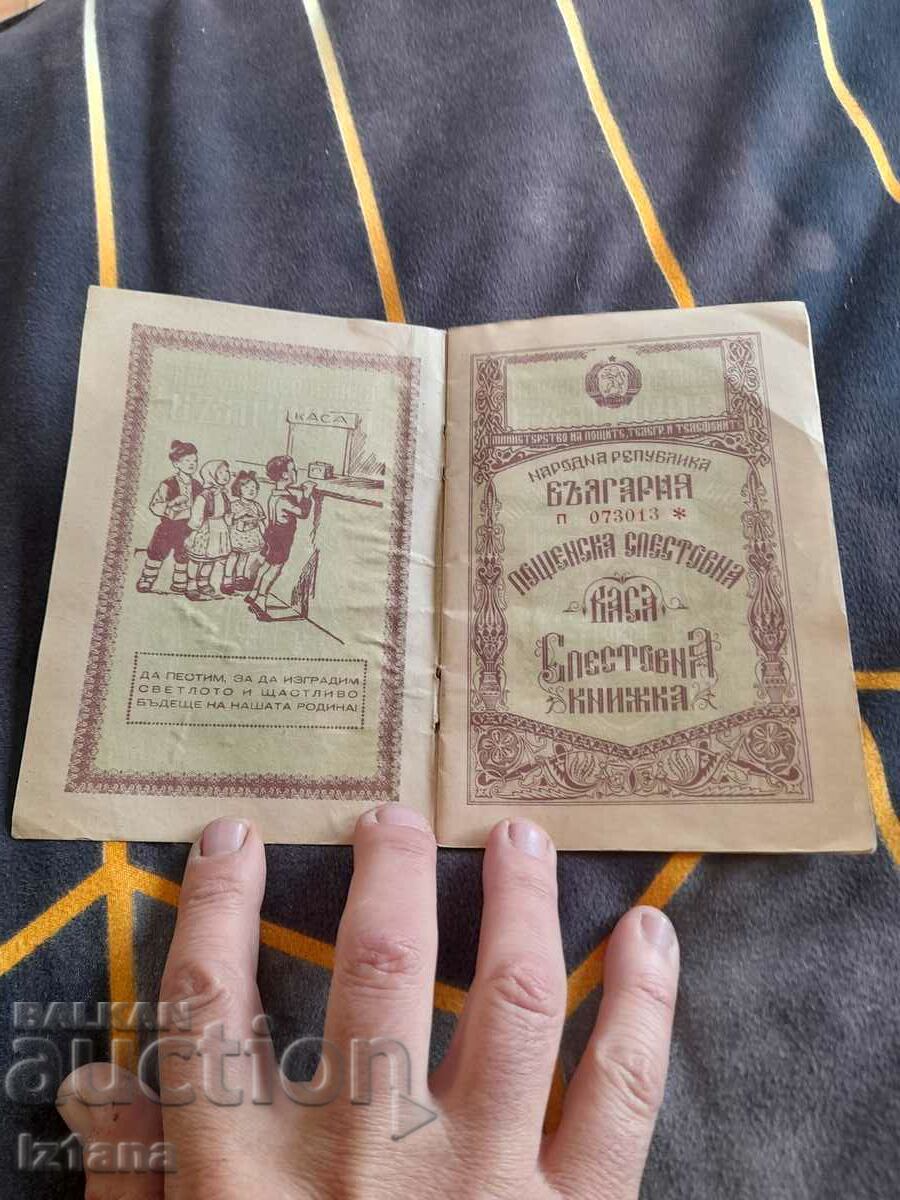 КАСА
ДА ПЕСТИМ, ЗА ДА ИЗГРАДИМ
СВЕТЛОТО И ЩАСТЛИВО
БЪДЕЩЕ НА НАШАТА РОДИНА!
МИНИСТЕРСТВО НА ПОЩИТЕ, ТЕЛЕГР. И ТЕЛЕФОНИТЕ
НАРОДНА РЕПУБЛИКА
БЪЛГАРИЯ
П 073013 *
ПОЩЕНСКА СПЕСТОВНА
КАСА
СПЕСТОВНА
КНИЖКА
BALKAN
auction
Iz1ana